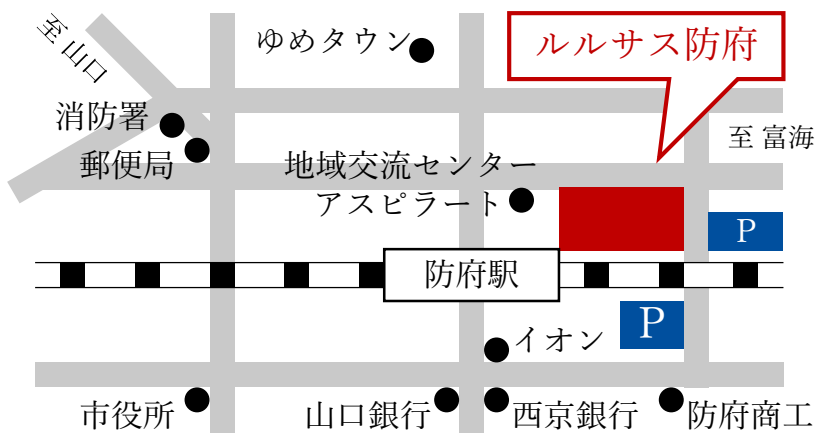 至 山口
ゆめタウン
ルルサス防府
消防署
郵便局
至 富海
地域交流センター
アスピラート
P
防府駅
P
イオン
市役所
山口銀行
西京銀行
防府商工